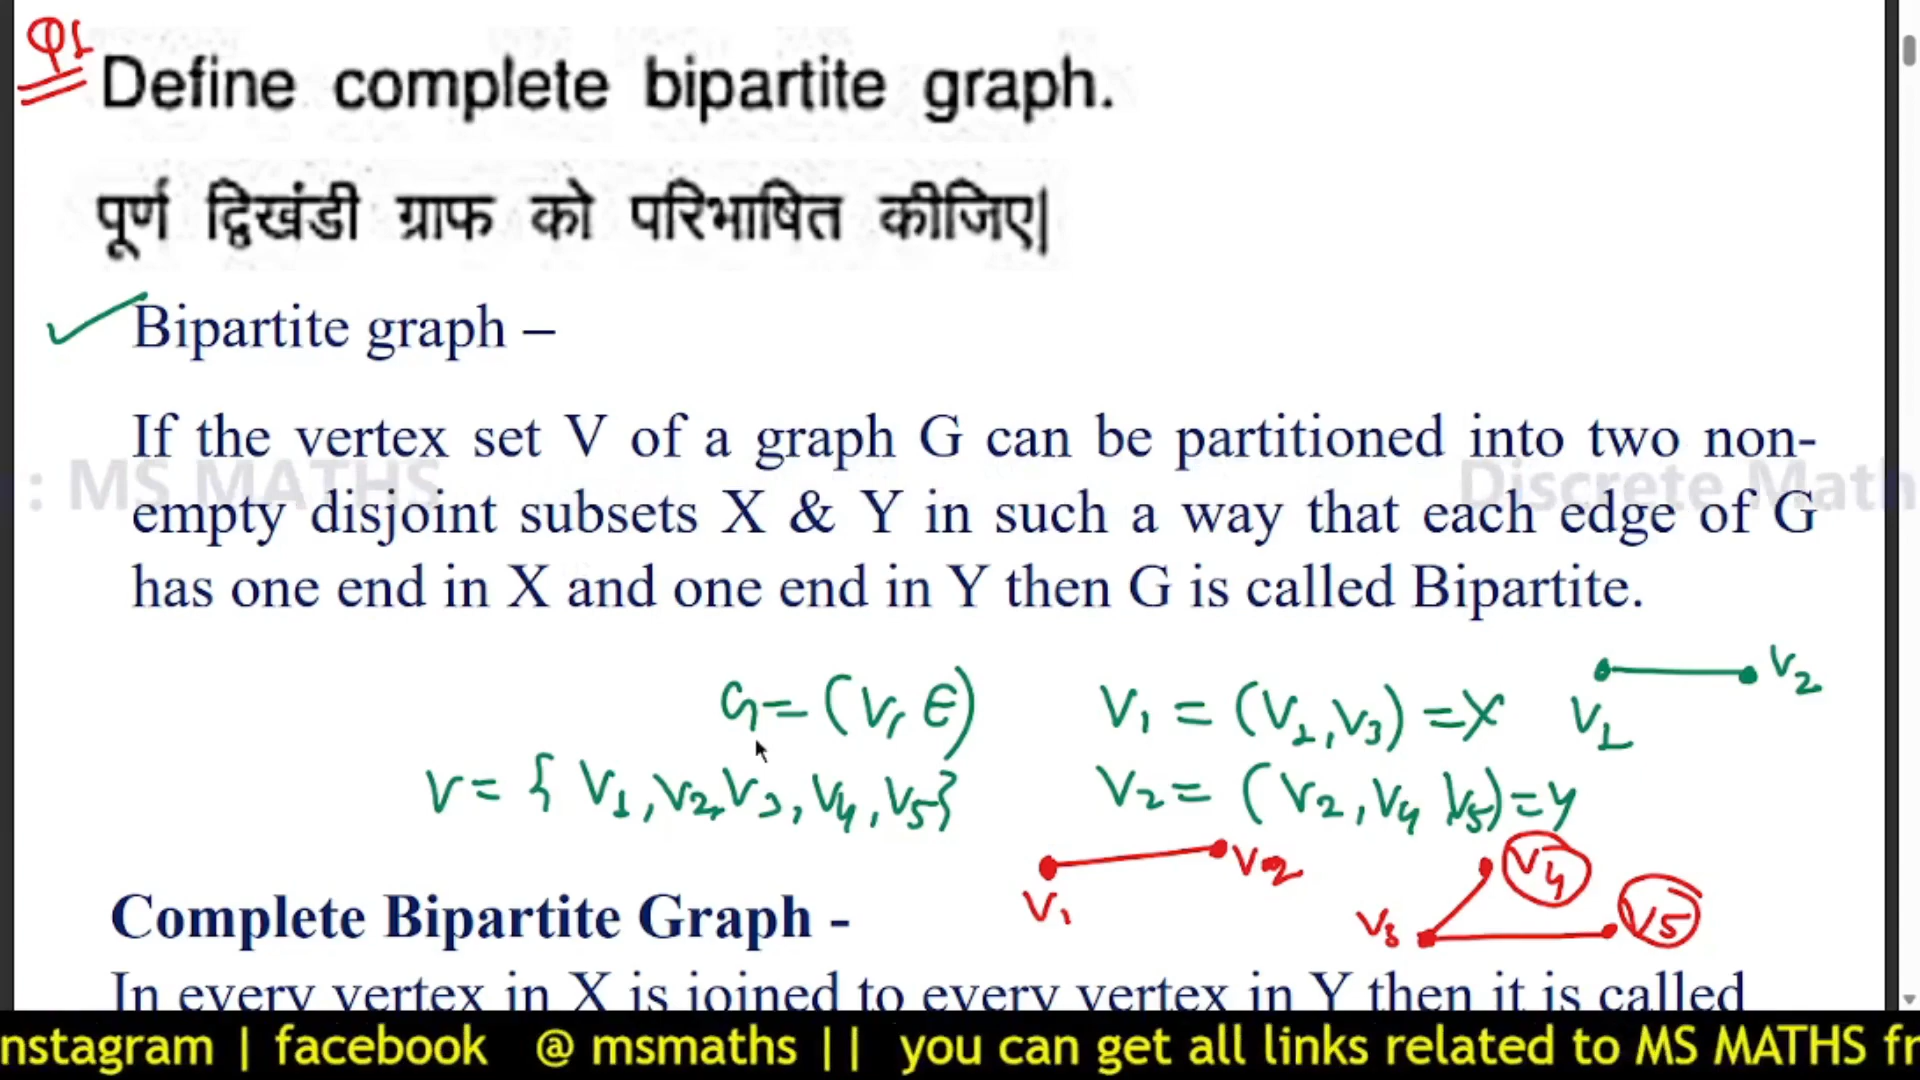 Q1
Define complete bipartite graph.
पूर्ण द्विखंडी ग्राफ को परिभाषित कीजिए|
Bipartite graph –
If the vertex set V of a graph G can be partitioned into two non-
: MS MATHS Discrete Math
empty disjoint subsets X & Y in such a way that each edge of G
has one end in X and one end in Y then G is called Bipartite.
G = (V, E) V₁ = (V₁, V₃) = X V₁ V₂
V = { V₁, V₂, V₃, V₄, V₅} V₂ = (V₂, V₄ V₅) = Y
V₁ V₂ V₃ V₄ V₅
Complete Bipartite Graph -
In every vertex in X is joined to every vertex in Y then it is called
nstagram | facebook @ msmaths || you can get all links related to MS MATHS fr